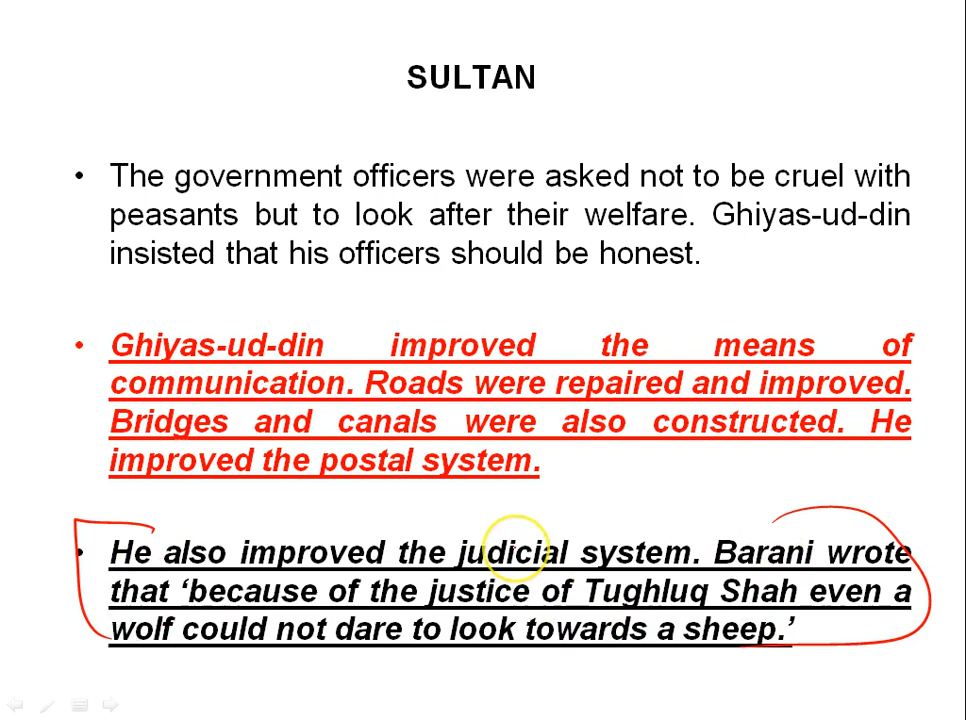 SULTAN
• The government officers were asked not to be cruel with
peasants but to look after their welfare. Ghiyas-ud-din
insisted that his officers should be honest.
• Ghiyas-ud-din improved the means of
communication. Roads were repaired and improved.
Bridges and canals were also constructed. He
improved the postal system.
• He also improved the judicial system. Barani wrote
that ‘because of the justice of Tughluq Shah even a
wolf could not dare to look towards a sheep.’